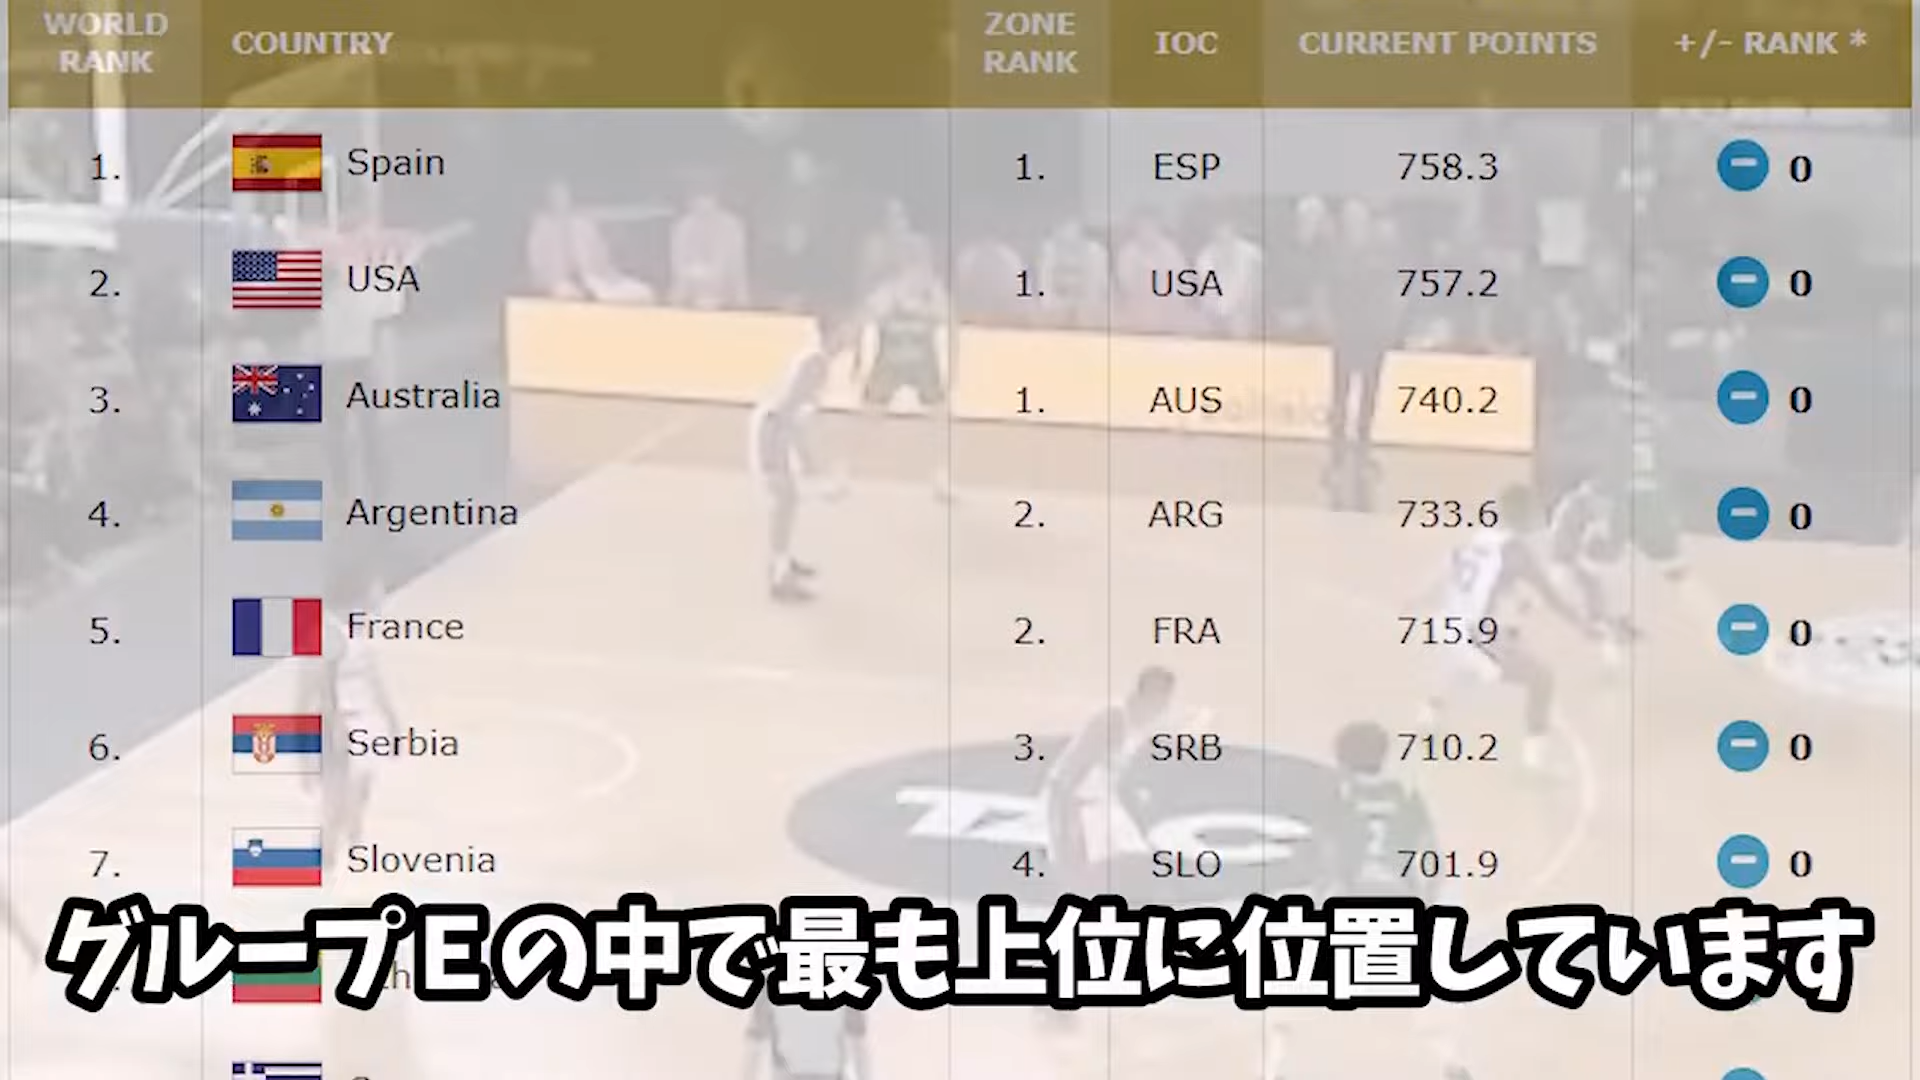 WORLD RANK COUNTRY ZONE RANK IOC CURRENT POINTS +/- RANK *
1. Spain 1. ESP 758.3 0
2. USA 1. USA 757.2 0
3. Australia 1. AUS 740.2 0
4. Argentina 2. ARG 733.6 0
5. France 2. FRA 715.9 0
6. Serbia 3. SRB 710.2 0
7. Slovenia 4. SLO 701.9 0
グループEの中で最も上位に位置しています